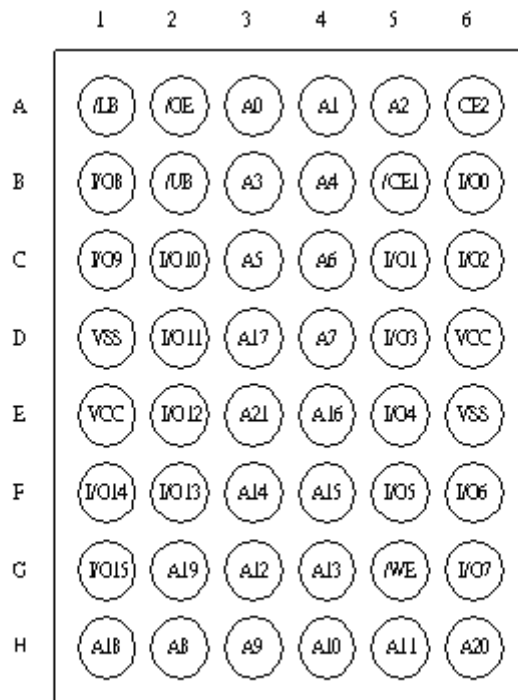 1 2 3 4 5 6
A /LB /OE A0 A1 A2 CE2
B I/O8 /UB A3 A4 /CE1 I/O0
C I/O9 I/O10 A5 A6 I/O1 I/O2
D VSS I/O11 A17 A7 I/O3 VCC
E VCC I/O12 A21 A16 I/O4 VSS
F I/O14 I/O13 A14 A15 I/O5 I/O6
G I/O15 A19 A12 A13 /WE I/O7
H A18 A8 A9 A10 A11 A20